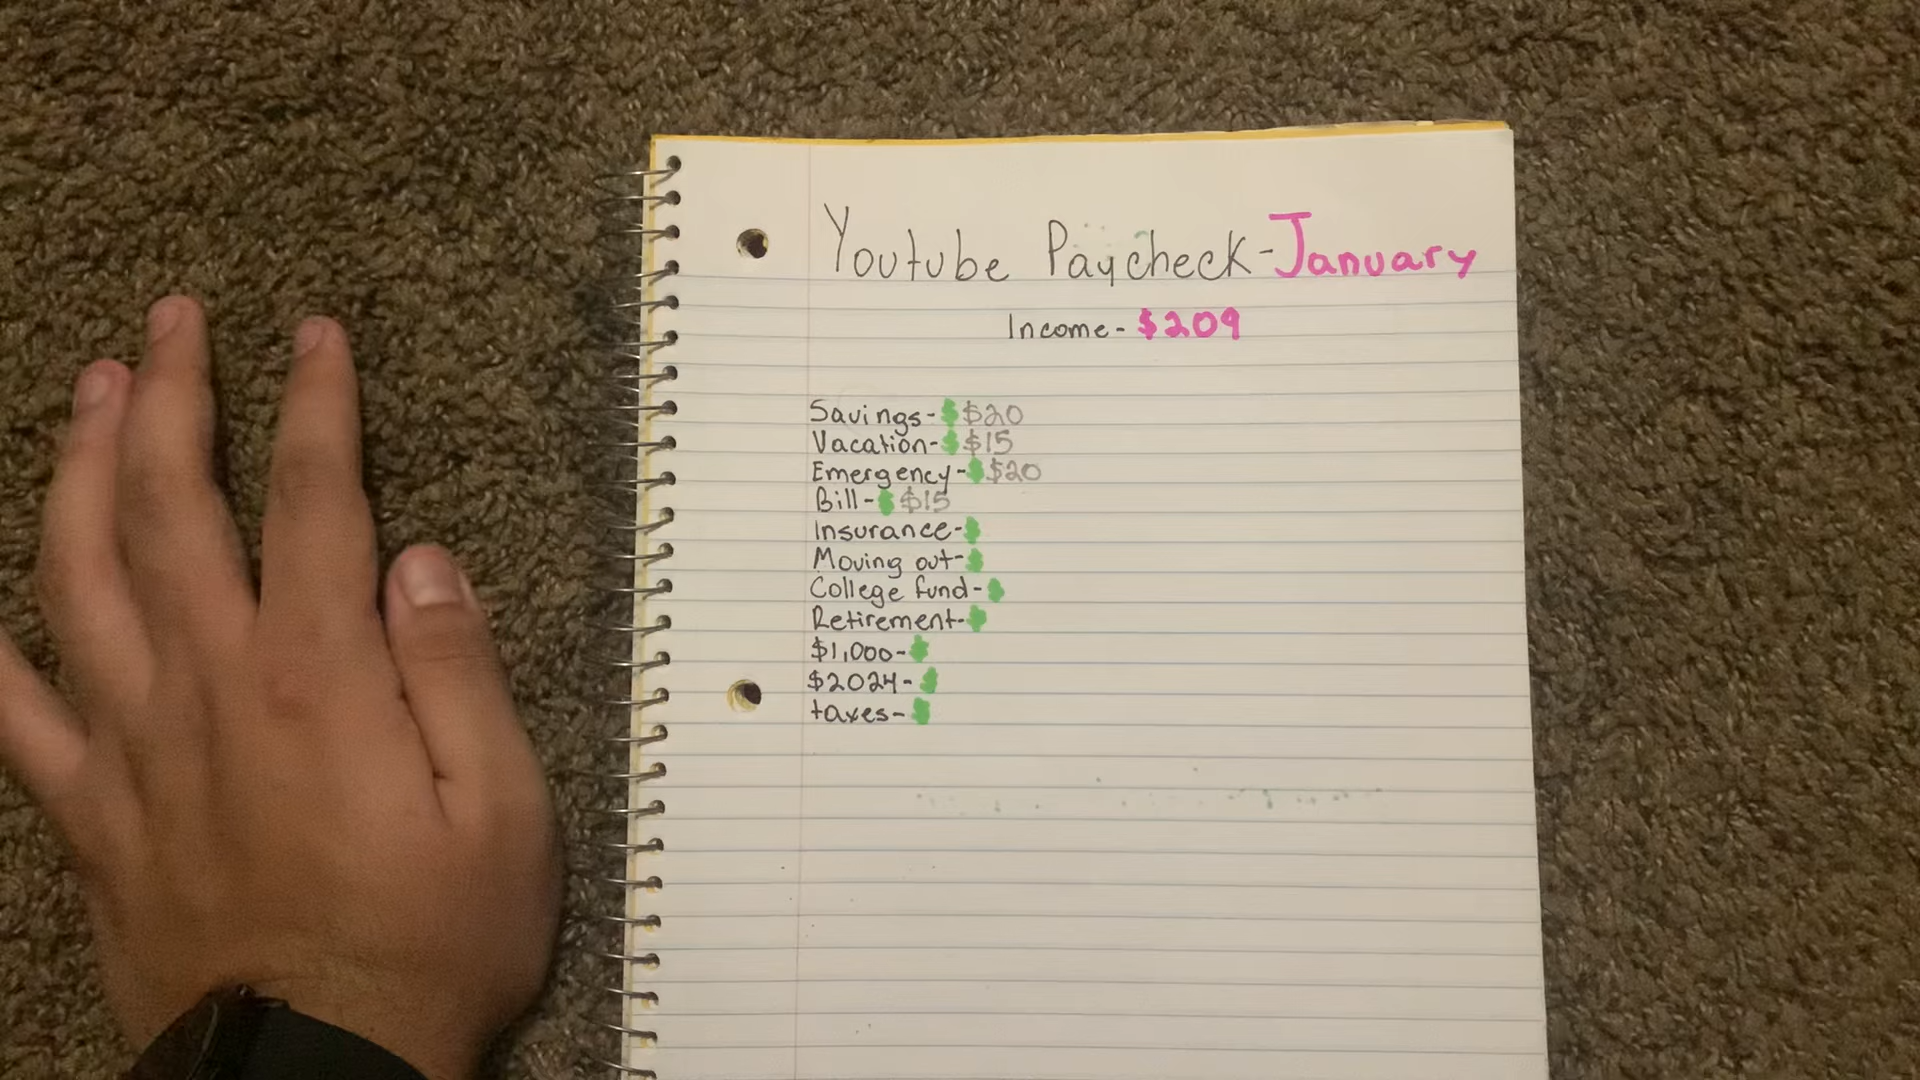 Youtube Paycheck-January
Income- $209
Savings-$ $20
Vacation-$ $15
Emergency-$ $20
Bill-$ $15
Insurance-$
Moving out-$
College fund-$
Retirement-$
$1,000-$
$2024-$
taxes-$